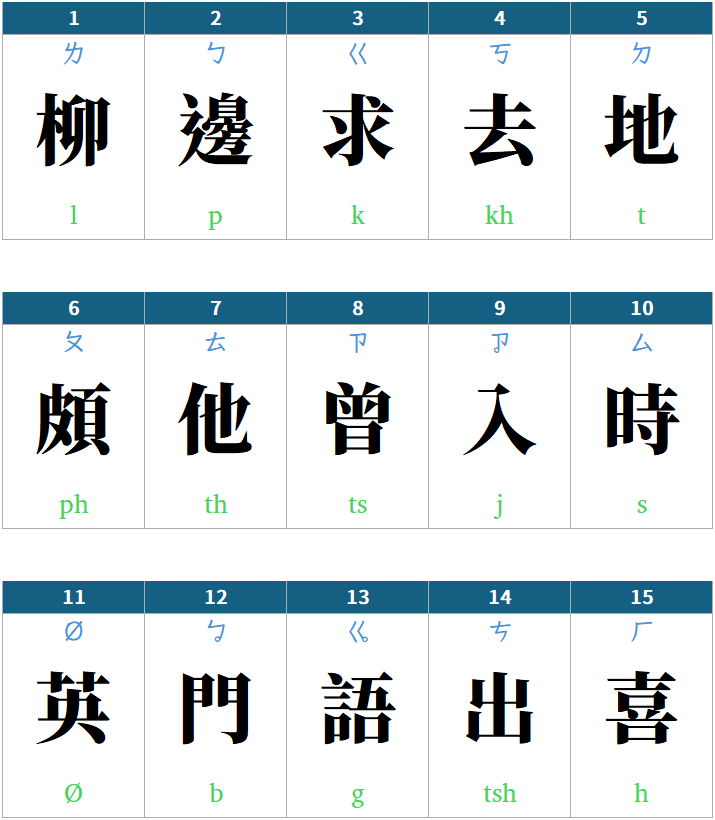 1 2 3 4 5
ㄌ ㄅ ㄍ ㄎ ㄉ
柳 邊 求 去 地
l p k kh t
6 7 8 9 10
ㄆ ㄊ ㄗ ㆡ ㄙ
頗 他 曾 入 時
ph th ts j s
11 12 13 14 15
Ø ㆠ ㆣ ㄘ ㄏ
英 門 語 出 喜
Ø b g tsh h